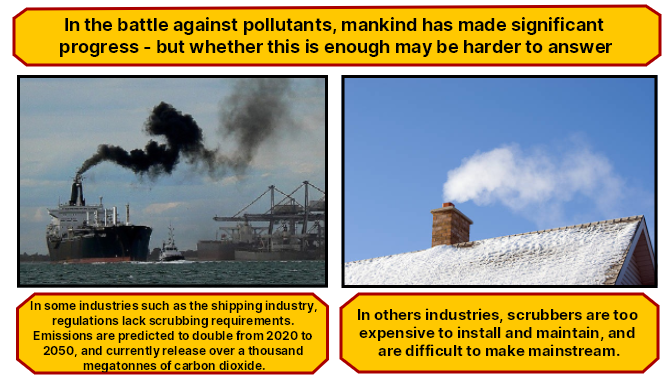 In the battle against pollutants, mankind has made significant
progress - but whether this is enough may be harder to answer
In some industries such as the shipping industry,
regulations lack scrubbing requirements.
Emissions are predicted to double from 2020 to
2050, and currently release over a thousand
megatonnes of carbon dioxide.
In others industries, scrubbers are too
expensive to install and maintain, and
are difficult to make mainstream.